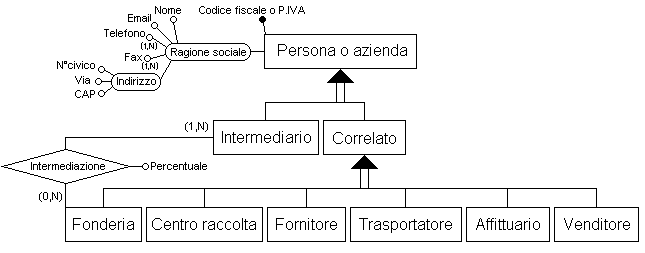 Nome
Codice fiscale o P.IVA
Email
Telefono
(1,N)
Ragione sociale
Persona o azienda
Fax
(1,N)
N°civico
Via
Indirizzo
CAP
(1,N)
Intermediario
Correlato
Intermediazione
Percentuale
(0,N)
Fonderia
Centro raccolta
Fornitore
Trasportatore
Affittuario
Venditore